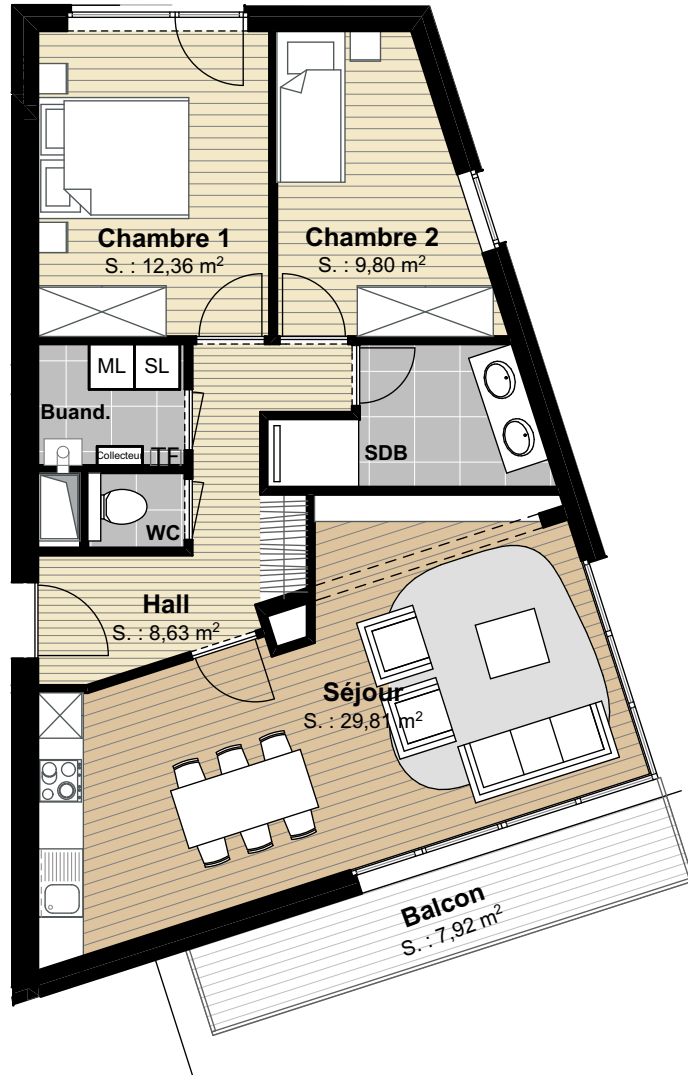 Chambre 1
S. : 12,36 m²
Chambre 2
S. : 9,80 m²
ML
SL
Buand.
Collecteur
TF
SDB
WC
Hall
S. : 8,63 m²
Séjour
S. : 29,81 m²
Balcon
S. : 7,92 m²